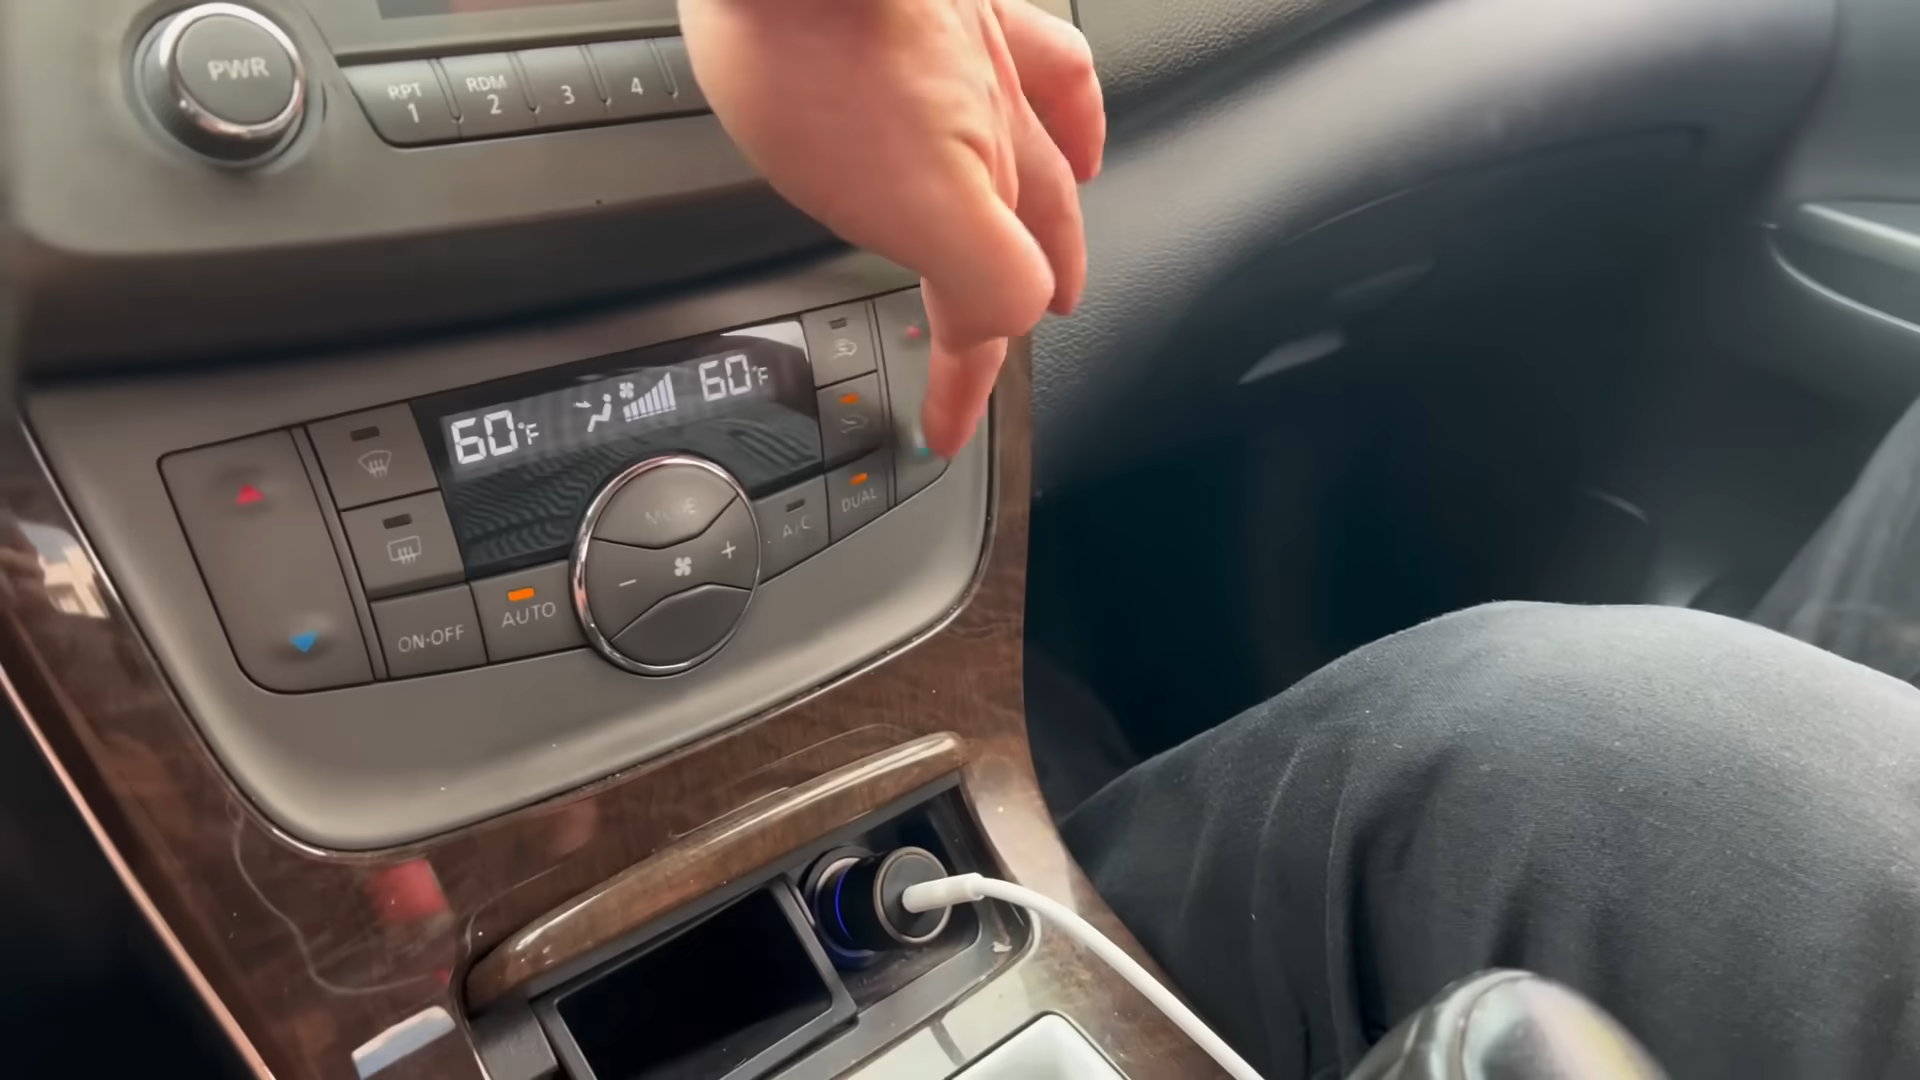 PWR
RPT
1
RDM
2
3
4
60°F
60°F
MODE
A/C
DUAL
AUTO
ON·OFF
- +